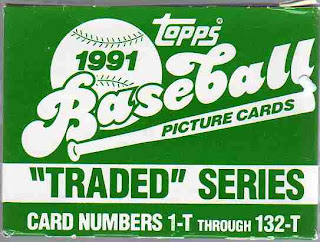 Topps
1991
Baseball
PICTURE CARDS
"TRADED" SERIES
CARD NUMBERS 1-T THROUGH 132-T